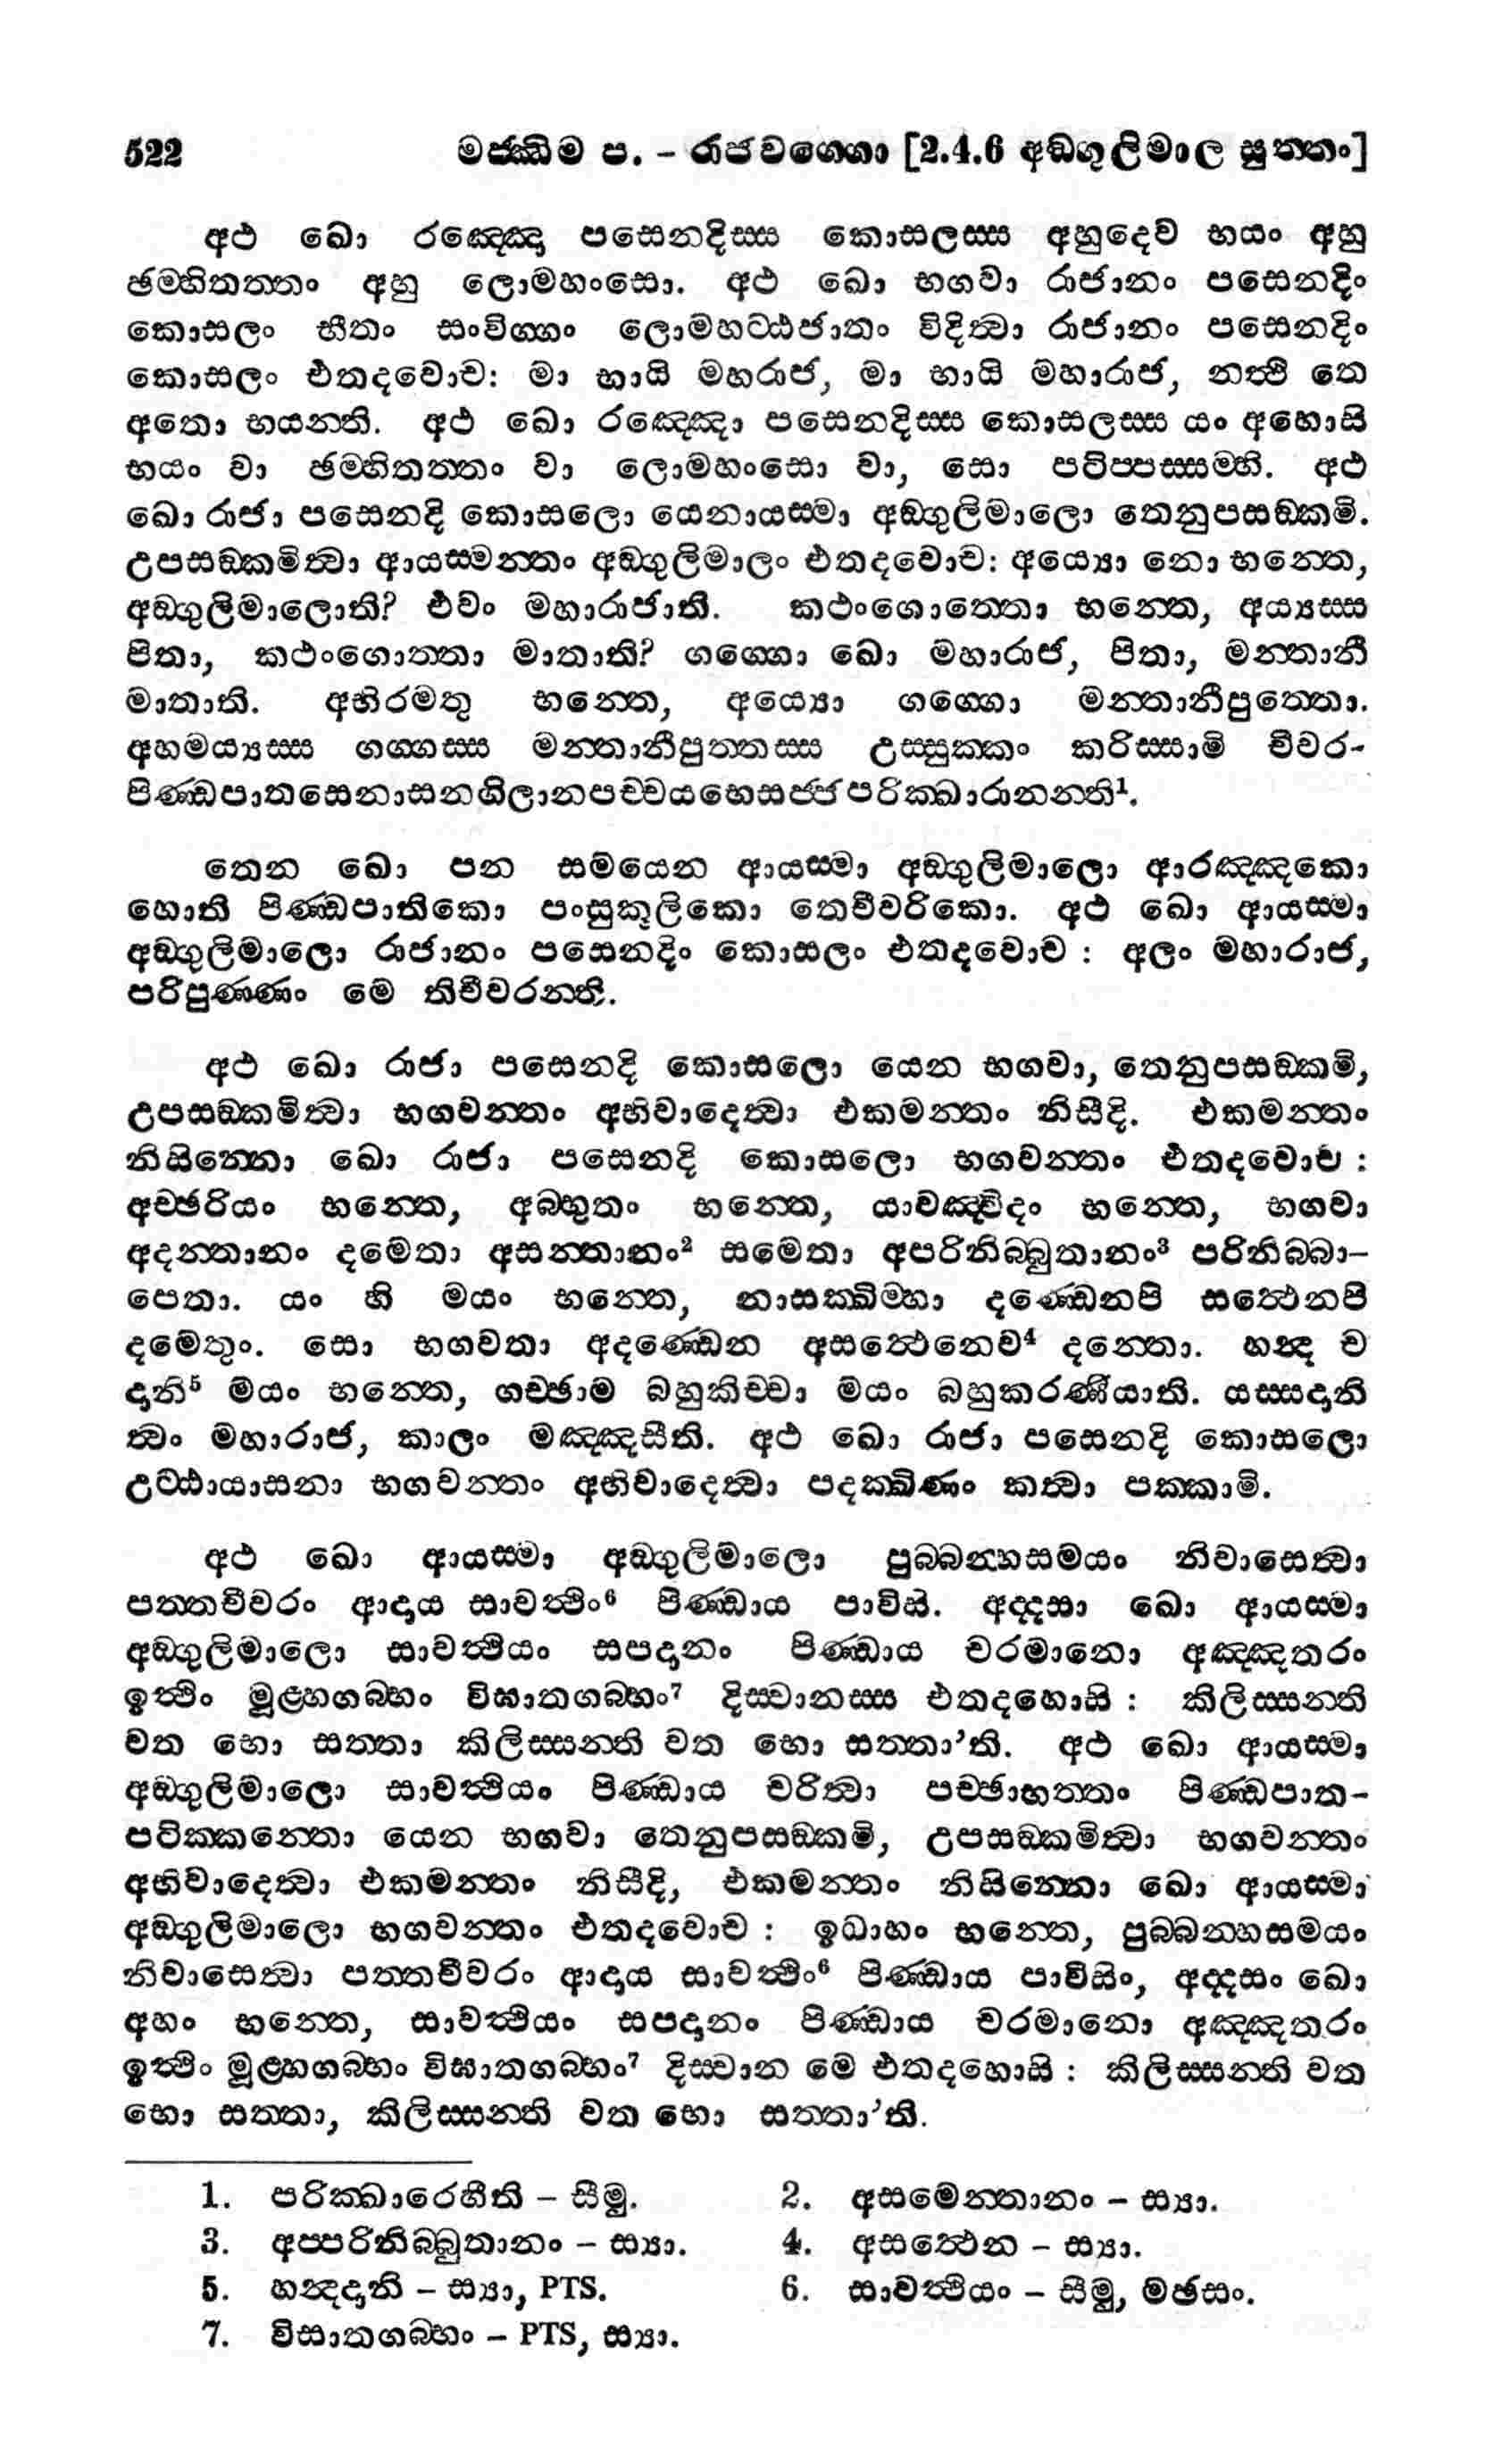 522 මජ්ඣිම ප. – රාජවග්ගො [2.4.6 අඞ්ගුලිමාල සුත්තං]
අථ ඛො රඤ්ඤො පසෙනදිස්ස කොසලස්ස අහුදෙව භයං අහු
ඡම්භිතත්තං අහු ලොමහංසො. අථ ඛො භගවා රාජානං පසෙනදිං
කොසලං භීතං සංවිග්ගං ලොමහට්ඨජාතං විදිත්වා රාජානං පසෙනදිං
කොසලං එතදවොච: මා භායි මහරාජ, මා භායි මහාරාජ, නත්ථි තෙ
අතො භයන්ති. අථ ඛො රඤ්ඤො පසෙනදිස්ස කොසලස්ස යං අහොසි
භයං වා ඡම්භිතත්තං වා ලොමහංසො වා, සො පටිප්පස්සම්භි. අථ
ඛො රාජා පසෙනදි කොසලො යෙනායස්මා අඞ්ගුලිමාලො තෙනුපසඞ්කමි.
උපසඞ්කමිත්වා ආයස්මන්තං අඞ්ගුලිමාලං එතදවොච: අය්යො නො භන්තෙ,
අඞ්ගුලිමාලොති? එවං මහාරාජාති. කථංගොත්තො භන්තෙ, අය්යස්ස
පිතා, කථංගොත්තා මාතාති? ගග්ගො ඛො මහාරාජ, පිතා, මන්තානී
මාතාති. අභිරමතු භන්තෙ, අය්යො ගග්ගො මන්තානීපුත්තො.
අහමය්යස්ස ගග්ගස්ස මන්තානීපුත්තස්ස උස්සුක්කං කරිස්සාමි චීවර-
පිණ්ඩපාතසෙනාසනගිලානපච්චයභෙසජ්ජපරික්ඛාරානන්ති¹.
තෙන ඛො පන සමයෙන ආයස්මා අඞ්ගුලිමාලො ආරඤ්ඤකො
හොති පිණ්ඩපාතිකො පංසුකූලිකො තෙචීවරිකො. අථ ඛො ආයස්මා
අඞ්ගුලිමාලො රාජානං පසෙනදිං කොසලං එතදවොච : අලං මහාරාජ,
පරිපුණ්ණං මෙ තිචීවරන්ති.
අථ ඛො රාජා පසෙනදි කොසලො යෙන භගවා, තෙනුපසඞ්කමි,
උපසඞ්කමිත්වා භගවන්තං අභිවාදෙත්වා එකමන්තං නිසීදි. එකමන්තං
නිසින්නො ඛො රාජා පසෙනදි කොසලො භගවන්තං එතදවොච :
අච්ඡරියං භන්තෙ, අබ්භුතං භන්තෙ, යාවඤ්චිදං භන්තෙ, භගවා
අදන්තානං දමෙතා අසන්තානං² සමෙතා අපරිනිබ්බුතානං³ පරිනිබ්බා-
පෙතා. යං හි මයං භන්තෙ, නාසක්ඛිම්හා දණ්ඩෙනපි සත්ථෙනපි
දමෙතුං. සො භගවතා අදණ්ඩෙන අසත්ථෙනෙව⁴ දන්තො. හන්ද ච
දානි⁵ මයං භන්තෙ, ගච්ඡාම බහුකිච්චා මයං බහුකරණීයාති. යස්සදානි
ත්වං මහාරාජ, කාලං මඤ්ඤසීති. අථ ඛො රාජා පසෙනදි කොසලො
උට්ඨායාසනා භගවන්තං අභිවාදෙත්වා පදක්ඛිණං කත්වා පක්කාමි.
අථ ඛො ආයස්මා අඞ්ගුලිමාලො පුබ්බන්හසමයං නිවාසෙත්වා
පත්තචීවරං ආදාය සාවත්ථිං⁶ පිණ්ඩාය පාවිසි. අද්දසා ඛො ආයස්මා
අඞ්ගුලිමාලො සාවත්ථියං සපදානං පිණ්ඩාය චරමානො අඤ්ඤතරං
ඉත්ථිං මූළ්හගබ්භං විඝාතගබ්භං⁷ දිස්වානස්ස එතදහොසි : කිලිස්සන්ති
වත භො සත්තා කිලිස්සන්ති වත භො සත්තා'ති. අථ ඛො ආයස්මා
අඞ්ගුලිමාලො සාවත්ථියං පිණ්ඩාය චරිත්වා පච්ඡාභත්තං පිණ්ඩපාත-
පටික්කන්තො යෙන භගවා තෙනුපසඞ්කමි, උපසඞ්කමිත්වා භගවන්තං
අභිවාදෙත්වා එකමන්තං නිසීදි, එකමන්තං නිසින්නො ඛො ආයස්මා
අඞ්ගුලිමාලො භගවන්තං එතදවොච : ඉධාහං භන්තෙ, පුබ්බන්හසමයං
නිවාසෙත්වා පත්තචීවරං ආදාය සාවත්ථිං⁶ පිණ්ඩාය පාවිසිං, අද්දසං ඛො
අහං භන්තෙ, සාවත්ථියං සපදානං පිණ්ඩාය චරමානො අඤ්ඤතරං
ඉත්ථිං මූළ්හගබ්භං විඝාතගබ්භං⁷ දිස්වාන මෙ එතදහොසි : කිලිස්සන්ති වත
භො සත්තා, කිලිස්සන්ති වත භො සත්තා'ති.
1. පරික්ඛාරෙහීති – සීමු. 2. අසමෙන්තානං – ස්‍යා.
3. අප්පරිනිබ්බුතානං – ස්‍යා. 4. අසත්ථෙන – ස්‍යා.
5. හන්දදානි – ස්‍යා, PTS. 6. සාවත්ථියං – සීමු, මඡසං.
7. විසාතගබ්භං – PTS, ස්‍යා.